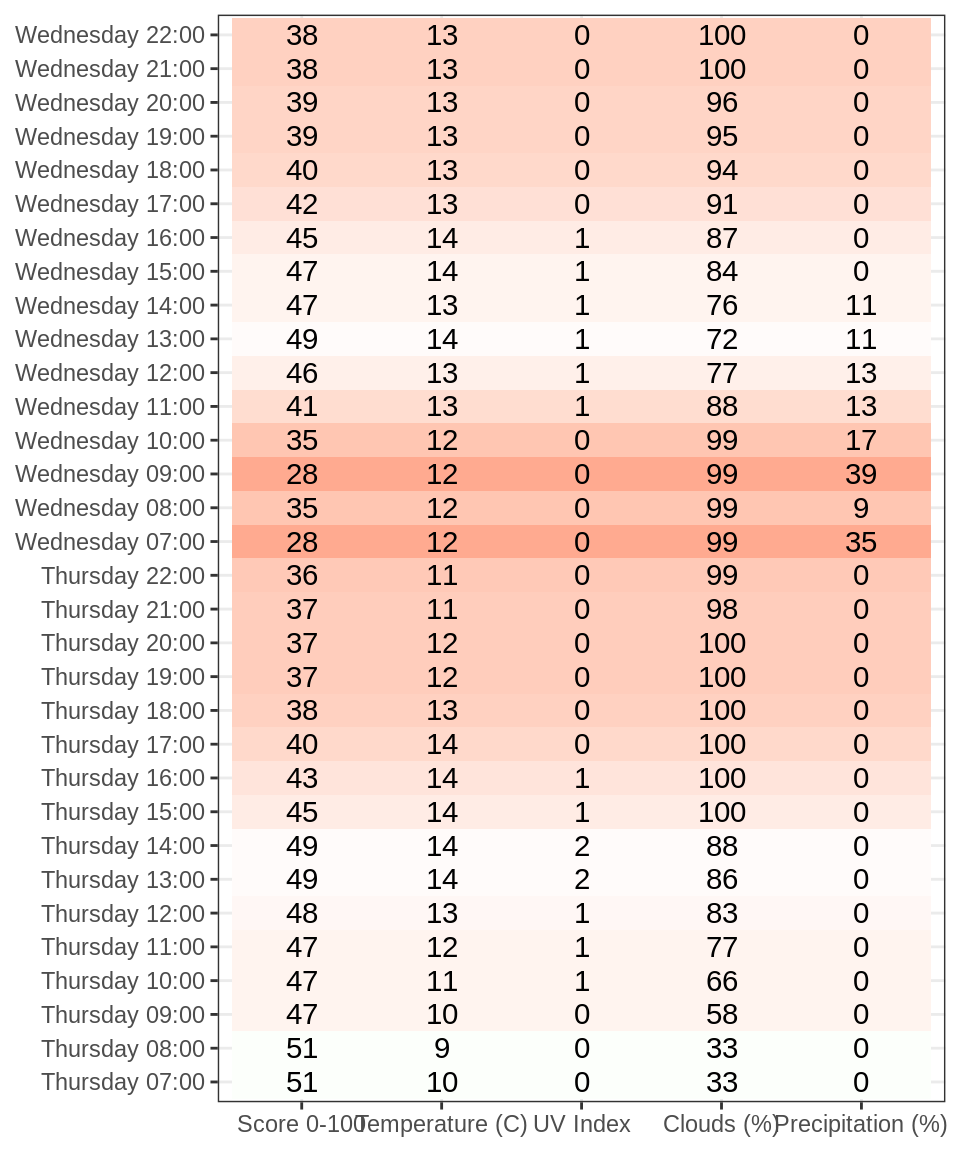 Wednesday 22:00 38 13 0 100 0
Wednesday 21:00 38 13 0 100 0
Wednesday 20:00 39 13 0 96 0
Wednesday 19:00 39 13 0 95 0
Wednesday 18:00 40 13 0 94 0
Wednesday 17:00 42 13 0 91 0
Wednesday 16:00 45 14 1 87 0
Wednesday 15:00 47 14 1 84 0
Wednesday 14:00 47 13 1 76 11
Wednesday 13:00 49 14 1 72 11
Wednesday 12:00 46 13 1 77 13
Wednesday 11:00 41 13 1 88 13
Wednesday 10:00 35 12 0 99 17
Wednesday 09:00 28 12 0 99 39
Wednesday 08:00 35 12 0 99 9
Wednesday 07:00 28 12 0 99 35
Thursday 22:00 36 11 0 99 0
Thursday 21:00 37 11 0 98 0
Thursday 20:00 37 12 0 100 0
Thursday 19:00 37 12 0 100 0
Thursday 18:00 38 13 0 100 0
Thursday 17:00 40 14 0 100 0
Thursday 16:00 43 14 1 100 0
Thursday 15:00 45 14 1 100 0
Thursday 14:00 49 14 2 88 0
Thursday 13:00 49 14 2 86 0
Thursday 12:00 48 13 1 83 0
Thursday 11:00 47 12 1 77 0
Thursday 10:00 47 11 1 66 0
Thursday 09:00 47 10 0 58 0
Thursday 08:00 51 9 0 33 0
Thursday 07:00 51 10 0 33 0
Score 0-100 Temperature (C) UV Index Clouds (%) Precipitation (%)